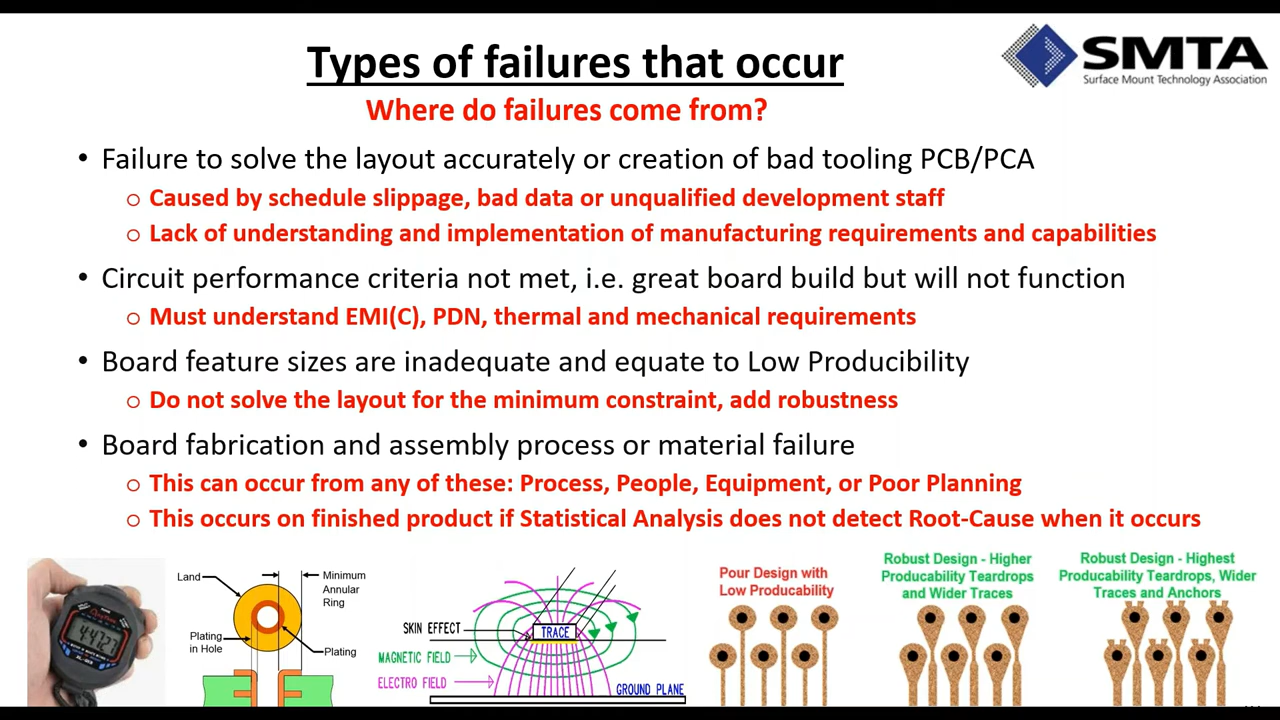 Types of failures that occur
SMTA
Surface Mount Technology Association
Where do failures come from?
• Failure to solve the layout accurately or creation of bad tooling PCB/PCA
o Caused by schedule slippage, bad data or unqualified development staff
o Lack of understanding and implementation of manufacturing requirements and capabilities
• Circuit performance criteria not met, i.e. great board build but will not function
o Must understand EMI(C), PDN, thermal and mechanical requirements
• Board feature sizes are inadequate and equate to Low Producibility
o Do not solve the layout for the minimum constraint, add robustness
• Board fabrication and assembly process or material failure
o This can occur from any of these: Process, People, Equipment, or Poor Planning
o This occurs on finished product if Statistical Analysis does not detect Root-Cause when it occurs
Land
Minimum
Annular
Ring
Plating
in Hole
Plating
SKIN EFFECT
TRACE
MAGNETIC FIELD
ELECTRO FIELD
GROUND PLANE
Pour Design with
Low Producability
Robust Design - Higher
Producability Teardrops
and Wider Traces
Robust Design - Highest
Producability Teardrops, Wider
Traces and Anchors